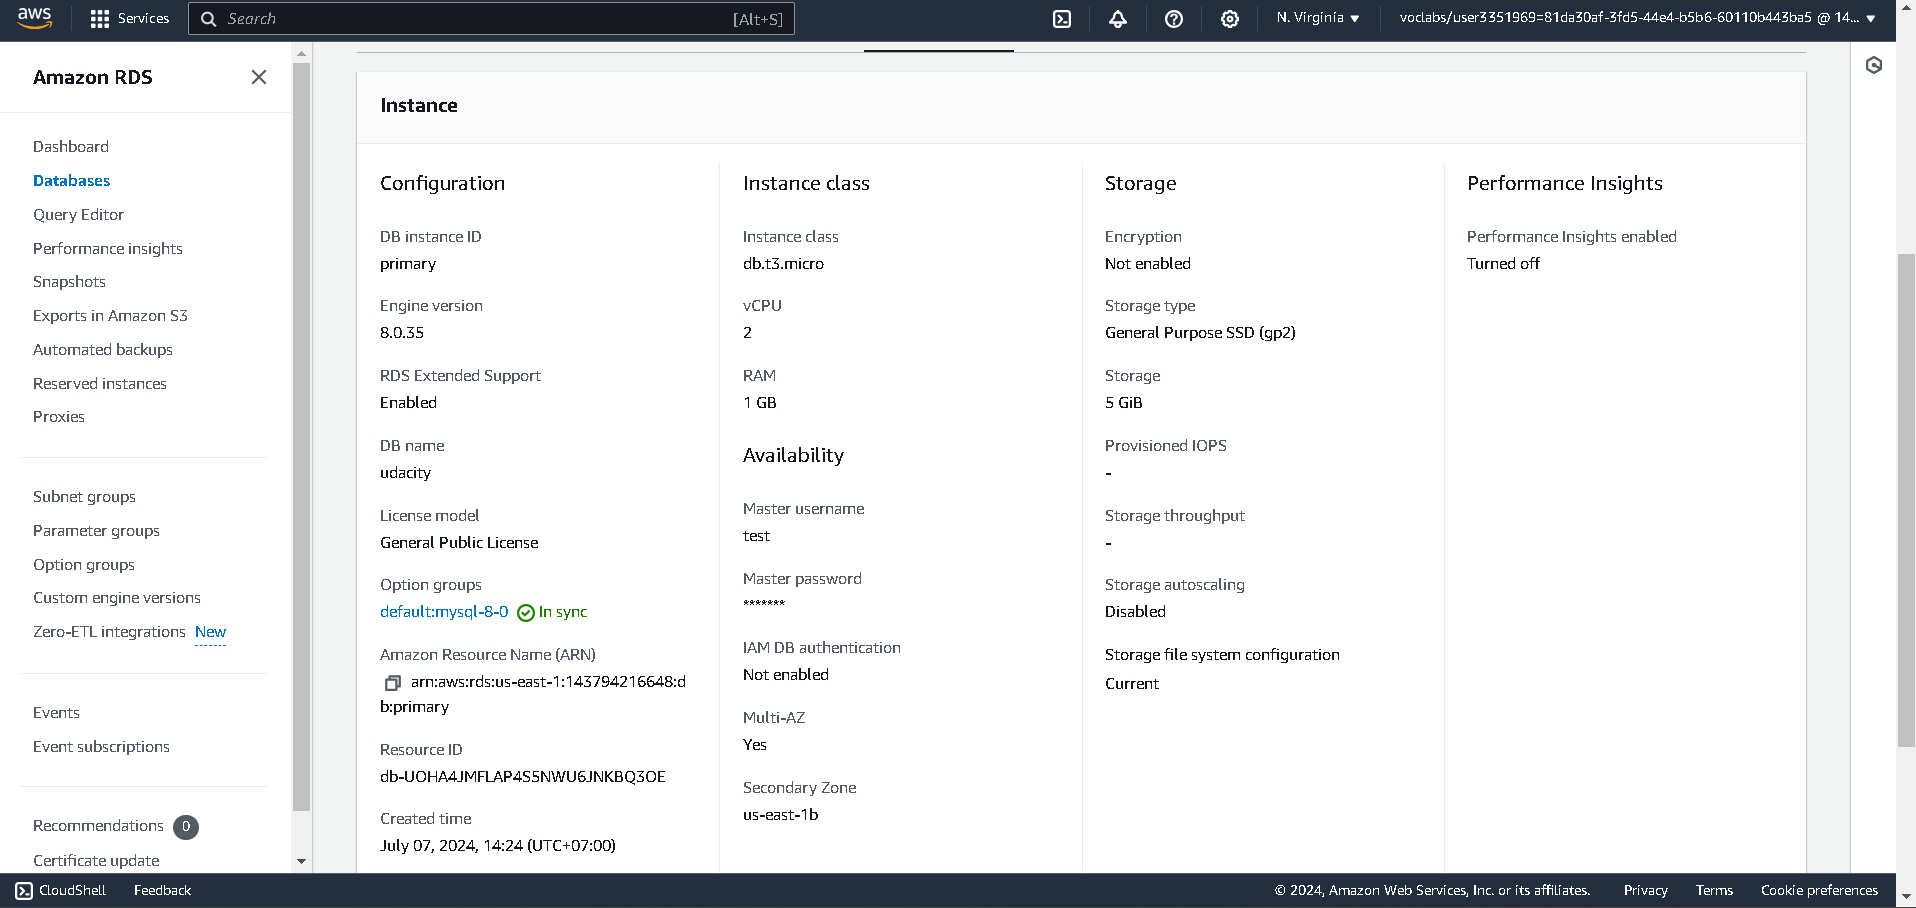 aws
Services
Search
[Alt+S]
N. Virginia
voclabs/user3351969=81da30af-3fd5-44e4-b5b6-60110b443ba5 @ 14...
Amazon RDS
Dashboard
Databases
Query Editor
Performance insights
Snapshots
Exports in Amazon S3
Automated backups
Reserved instances
Proxies
Subnet groups
Parameter groups
Option groups
Custom engine versions
Zero-ETL integrations New
Events
Event subscriptions
Recommendations 0
Certificate update
Instance
Configuration
DB instance ID
primary
Engine version
8.0.35
RDS Extended Support
Enabled
DB name
udacity
License model
General Public License
Option groups
default:mysql-8-0 In sync
Amazon Resource Name (ARN)
arn:aws:rds:us-east-1:143794216648:d
b:primary
Resource ID
db-UOHA4JMFLAP4S5NWU6JNKBQ3OE
Created time
July 07, 2024, 14:24 (UTC+07:00)
Instance class
Instance class
db.t3.micro
vCPU
2
RAM
1 GB
Availability
Master username
test
Master password
*******
IAM DB authentication
Not enabled
Multi-AZ
Yes
Secondary Zone
us-east-1b
Storage
Encryption
Not enabled
Storage type
General Purpose SSD (gp2)
Storage
5 GiB
Provisioned IOPS
-
Storage throughput
-
Storage autoscaling
Disabled
Storage file system configuration
Current
Performance Insights
Performance Insights enabled
Turned off
CloudShell
Feedback
© 2024, Amazon Web Services, Inc. or its affiliates.
Privacy
Terms
Cookie preferences